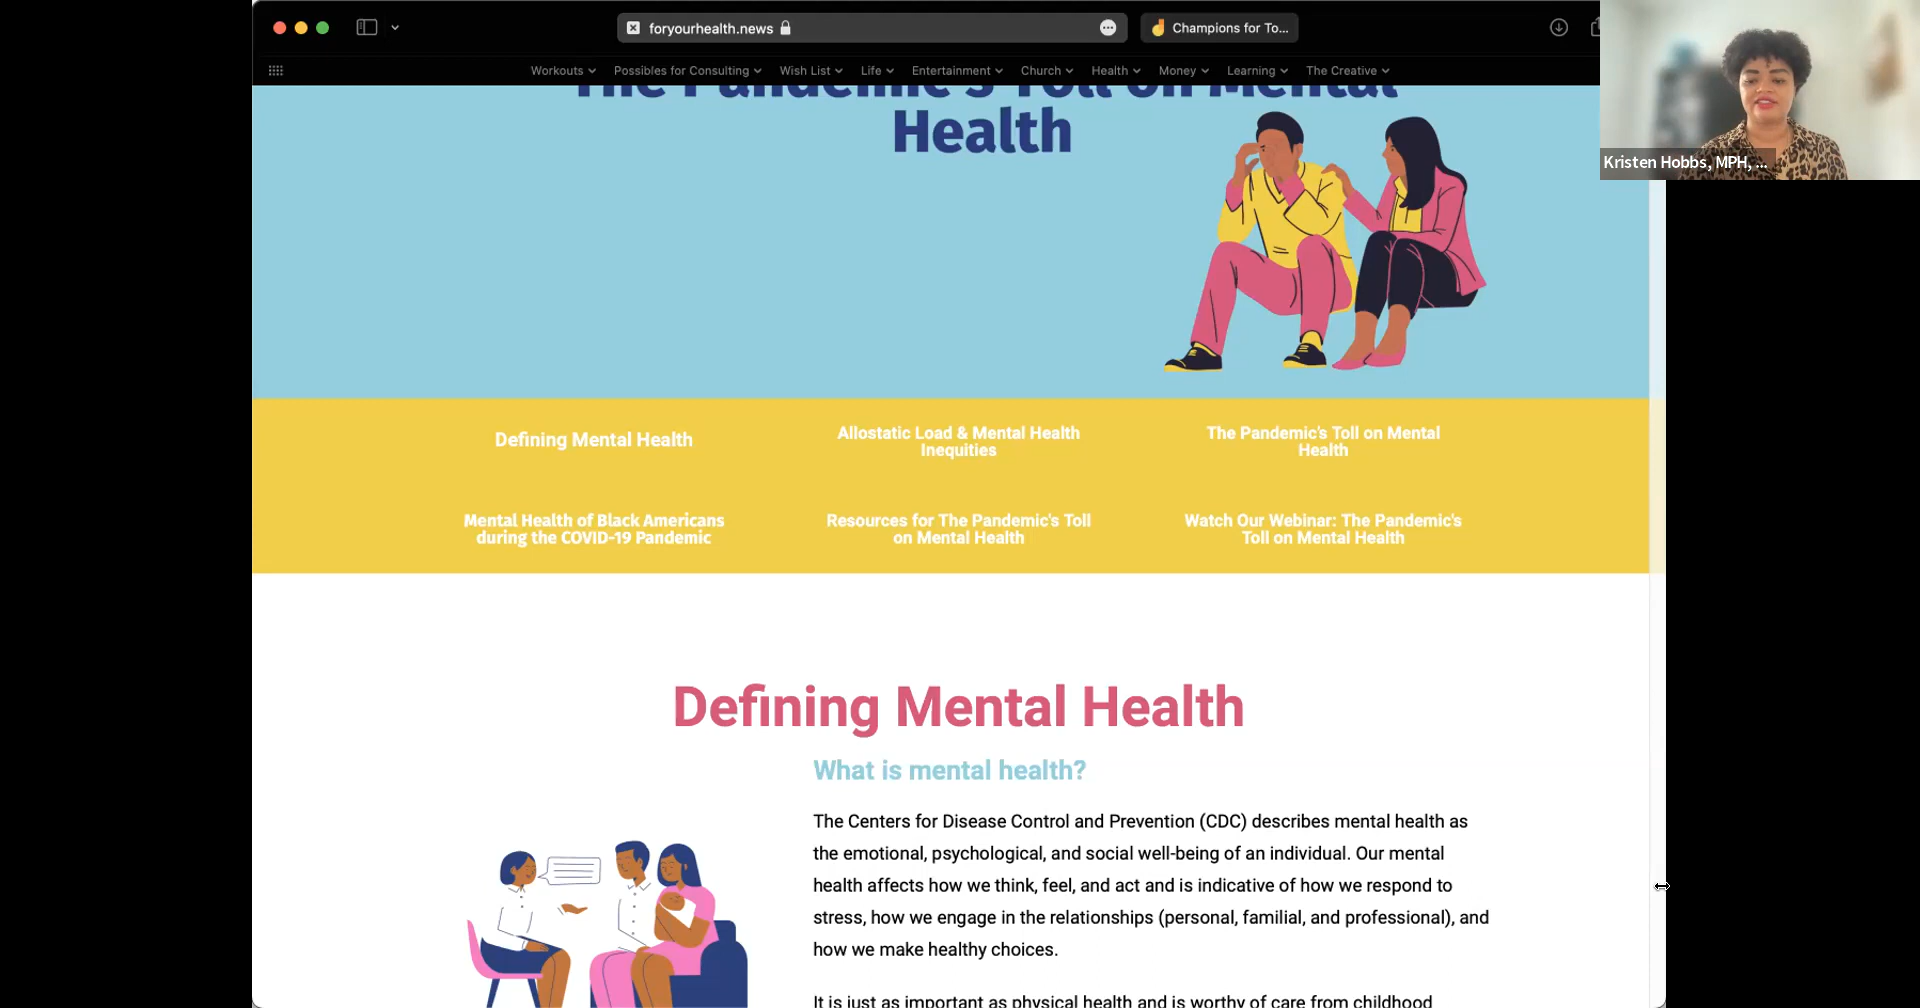 foryourhealth.news
Champions for To...
Workouts
Possibles for Consulting
Wish List
Life
Entertainment
Church
Health
Money
Learning
The Creative
Kristen Hobbs, MPH, ...
The Pandemic's Toll on Mental
Health
Defining Mental Health
Allostatic Load & Mental Health
Inequities
The Pandemic's Toll on Mental
Health
Mental Health of Black Americans
during the COVID-19 Pandemic
Resources for The Pandemic's Toll
on Mental Health
Watch Our Webinar: The Pandemic's
Toll on Mental Health
Defining Mental Health
What is mental health?
The Centers for Disease Control and Prevention (CDC) describes mental health as
the emotional, psychological, and social well-being of an individual. Our mental
health affects how we think, feel, and act and is indicative of how we respond to
stress, how we engage in the relationships (personal, familial, and professional), and
how we make healthy choices.
It is just as important as physical health and is worthy of care from childhood